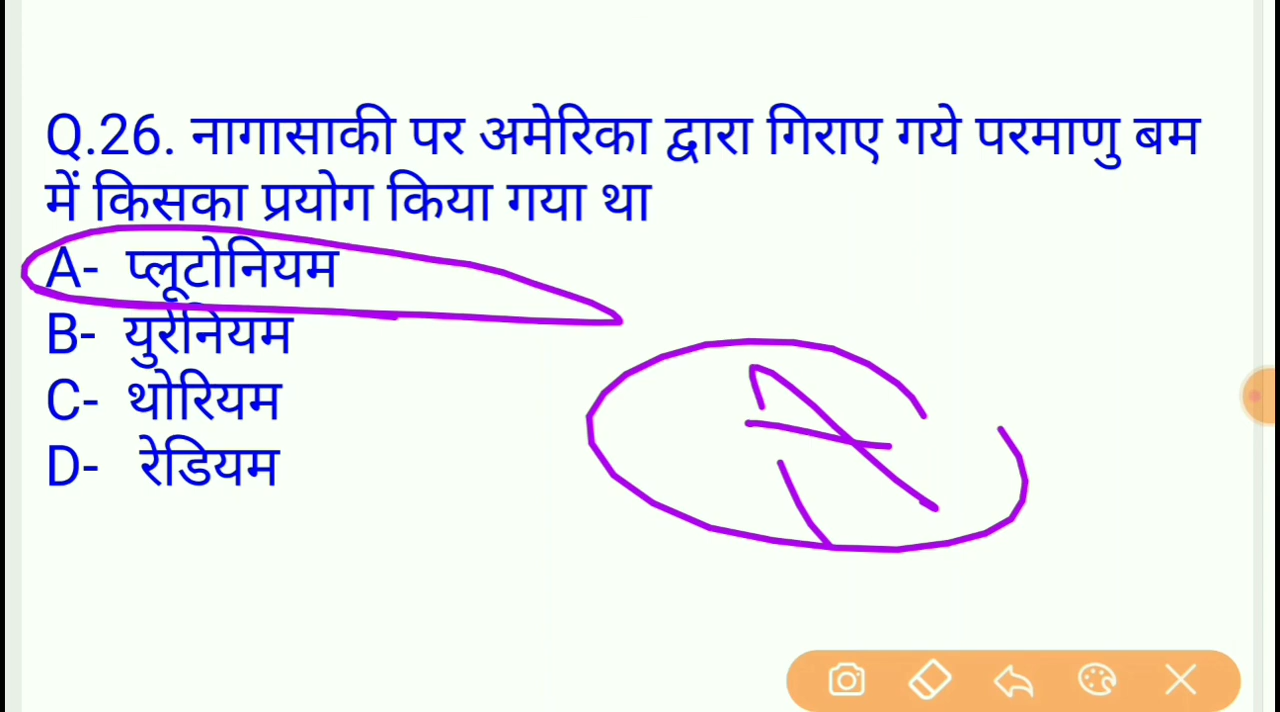 Q.26. नागासाकी पर अमेरिका द्वारा गिराए गये परमाणु बम
में किसका प्रयोग किया गया था
A- प्लूटोनियम
B- युरेनियम
C- थोरियम
D- रेडियम